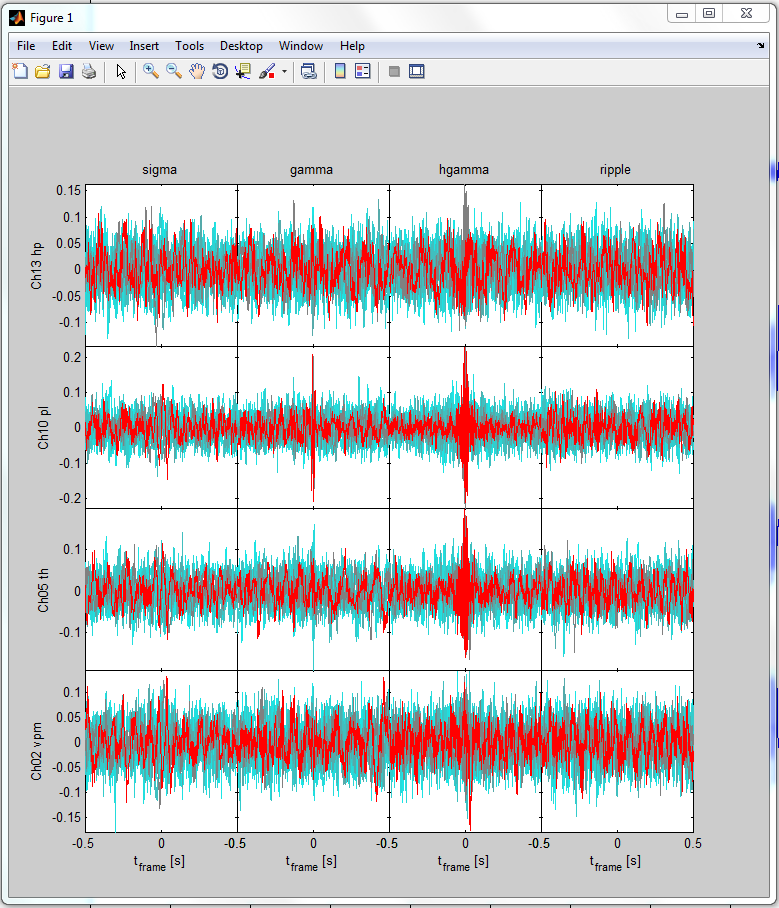 Figure 1
File Edit View Insert Tools Desktop Window Help
sigma gamma hgamma ripple
0.15
0.1
0.05
0
-0.05
-0.1
Ch13 hp
0.2
0.1
0
-0.1
-0.2
Ch10 pl
0.1
0
-0.1
Ch05 th
0.1
0.05
0
-0.05
-0.1
-0.15
Ch02 vpm
-0.5 0 -0.5 0 -0.5 0 -0.5 0 0.5
tframe [s] tframe [s] tframe [s] tframe [s]